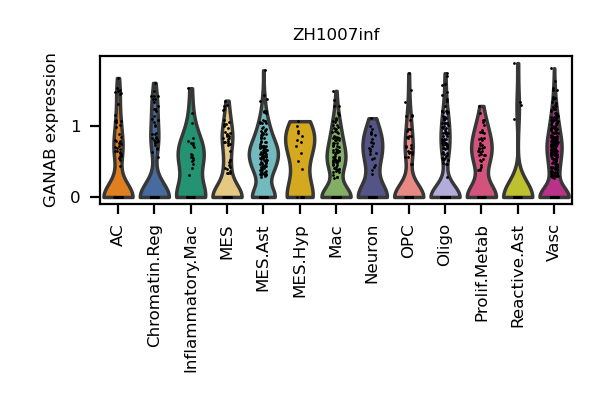 ZH1007inf
GANAB expression
1
0
AC
Chromatin.Reg
Inflammatory.Mac
MES
MES.Ast
MES.Hyp
Mac
Neuron
OPC
Oligo
Prolif.Metab
Reactive.Ast
Vasc